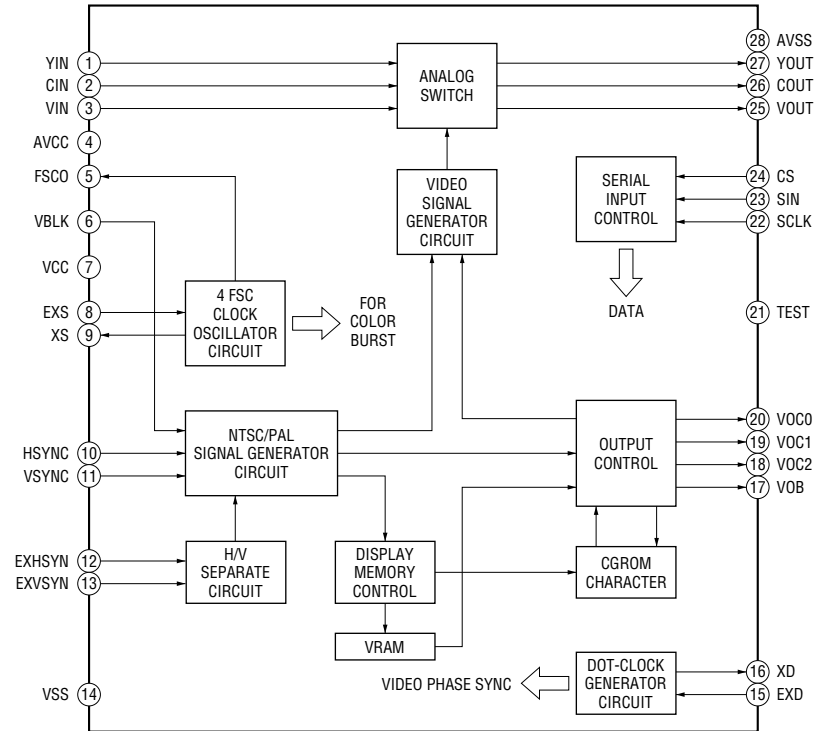 YIN 1
CIN 2
VIN 3
AVCC 4
FSCO 5
VBLK 6
VCC 7
EXS 8
XS 9
HSYNC 10
VSYNC 11
EXHSYN 12
EXVSYN 13
VSS 14
ANALOG
SWITCH
VIDEO
SIGNAL
GENERATOR
CIRCUIT
SERIAL
INPUT
CONTROL
DATA
4 FSC
CLOCK
OSCILLATOR
CIRCUIT
FOR
COLOR
BURST
NTSC/PAL
SIGNAL GENERATOR
CIRCUIT
OUTPUT
CONTROL
H/V
SEPARATE
CIRCUIT
DISPLAY
MEMORY
CONTROL
CGROM
CHARACTER
VRAM
VIDEO PHASE SYNC
DOT-CLOCK
GENERATOR
CIRCUIT
28 AVSS
27 YOUT
26 COUT
25 VOUT
24 CS
23 SIN
22 SCLK
21 TEST
20 VOC0
19 VOC1
18 VOC2
17 VOB
16 XD
15 EXD